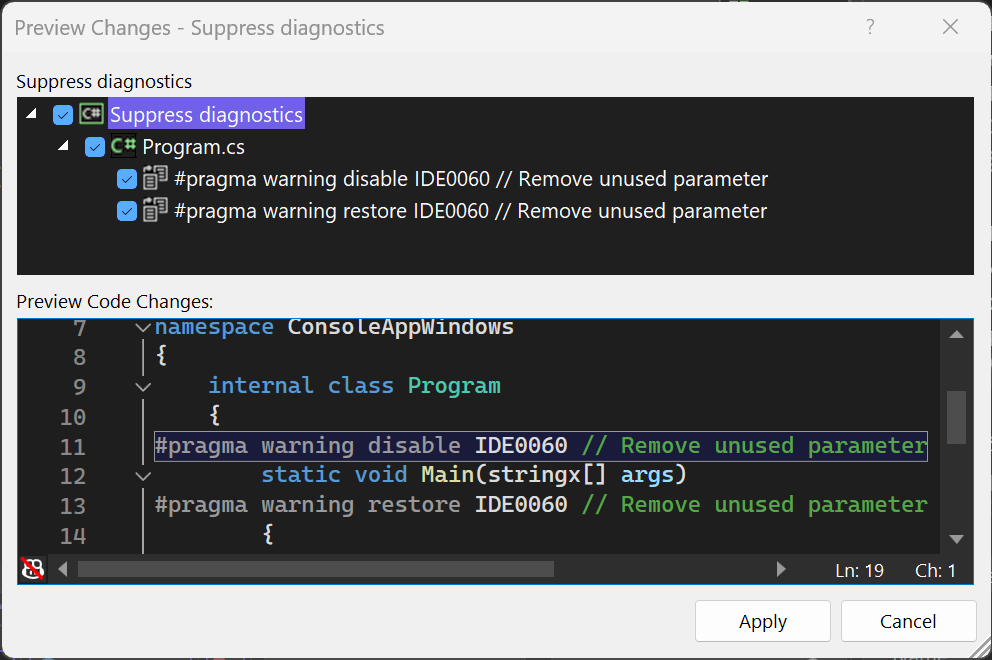 Preview Changes - Suppress diagnostics ?
Suppress diagnostics
C# Suppress diagnostics
C# Program.cs
#pragma warning disable IDE0060 // Remove unused parameter
#pragma warning restore IDE0060 // Remove unused parameter
Preview Code Changes:
7 namespace ConsoleAppWindows
8 {
9 internal class Program
10 {
11 #pragma warning disable IDE0060 // Remove unused parameter
12 static void Main(stringx[] args)
13 #pragma warning restore IDE0060 // Remove unused parameter
14 {
Ln: 19 Ch: 1
Apply Cancel